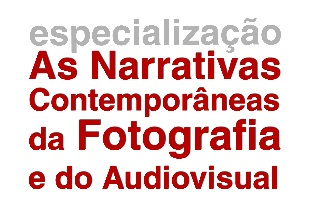 especialização
As Narrativas
Contemporâneas
da Fotografia
e do Audiovisual